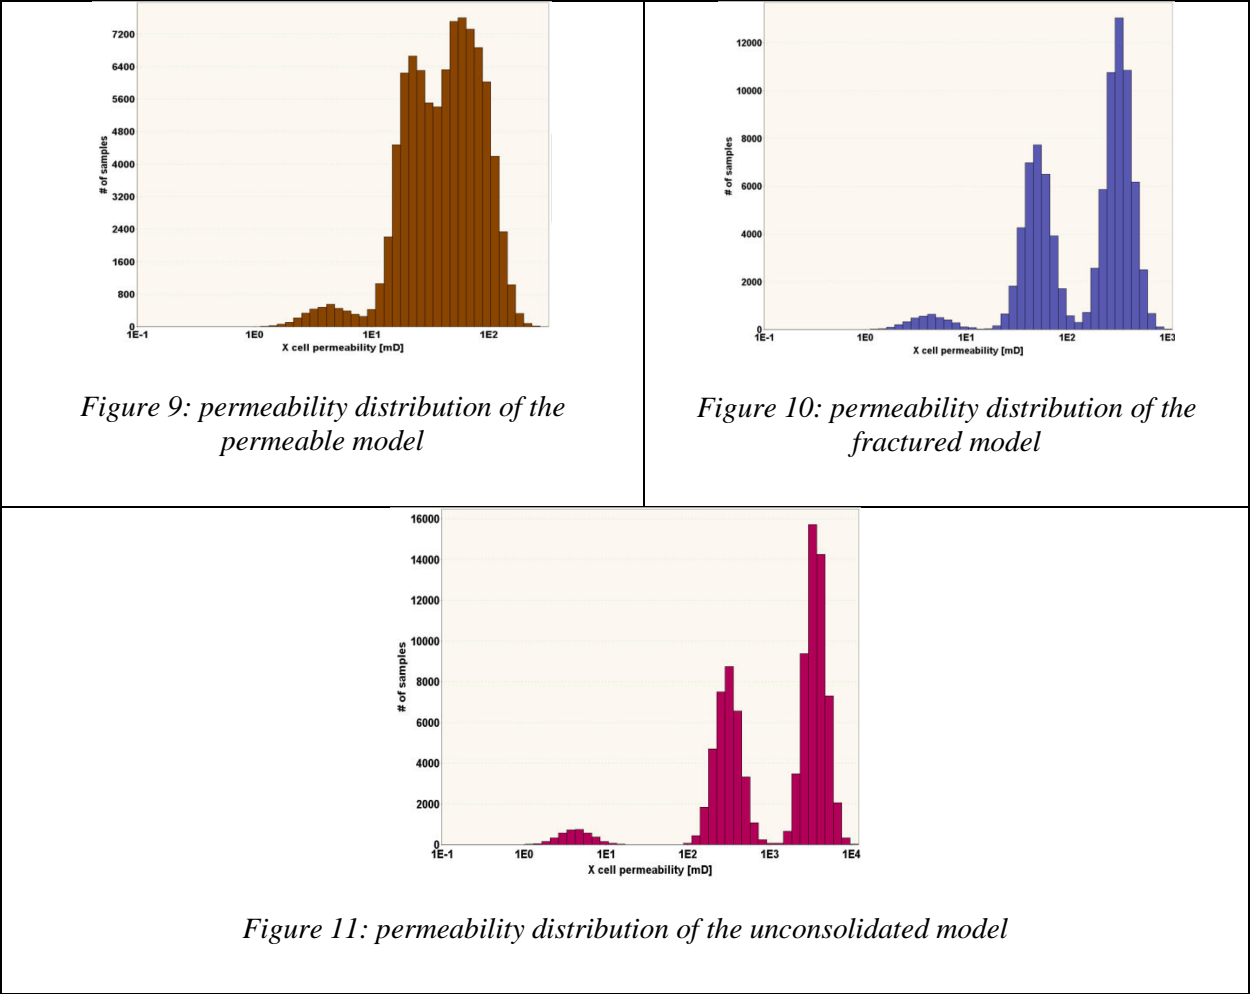 7200
6400
5600
4800
4000
3200
2400
1600
800
0
# of samples
1E-1 1E0 1E1 1E2
X cell permeability [mD]
Figure 9: permeability distribution of the
permeable model
12000
10000
8000
6000
4000
2000
0
# of samples
1E-1 1E0 1E1 1E2 1E3
X cell permeability [mD]
Figure 10: permeability distribution of the
fractured model
16000
14000
12000
10000
8000
6000
4000
2000
0
# of samples
1E-1 1E0 1E1 1E2 1E3 1E4
X cell permeability [mD]
Figure 11: permeability distribution of the unconsolidated model